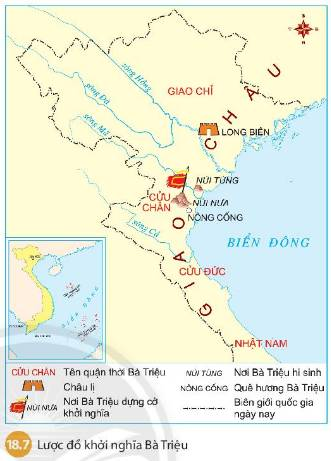 sông Hồng
sông Đà
sông Mã
GIAO CHỈ
LONG BIÊN
GIAO CHÂU
NÚI TÙNG
CỬU CHÂN
NÚI NƯA
NÔNG CỐNG
sông Cả
BIỂN ĐÔNG
CỬU ĐỨC
NHẬT NAM
CỬU CHÂN Tên quận thời Bà Triệu
Châu lị
NÚI NƯA Nơi Bà Triệu dựng cờ khởi nghĩa
NÚI TÙNG Nơi Bà Triệu hi sinh
NÔNG CỐNG Quê hương Bà Triệu
Biên giới quốc gia ngày nay
18.7 Lược đồ khởi nghĩa Bà Triệu